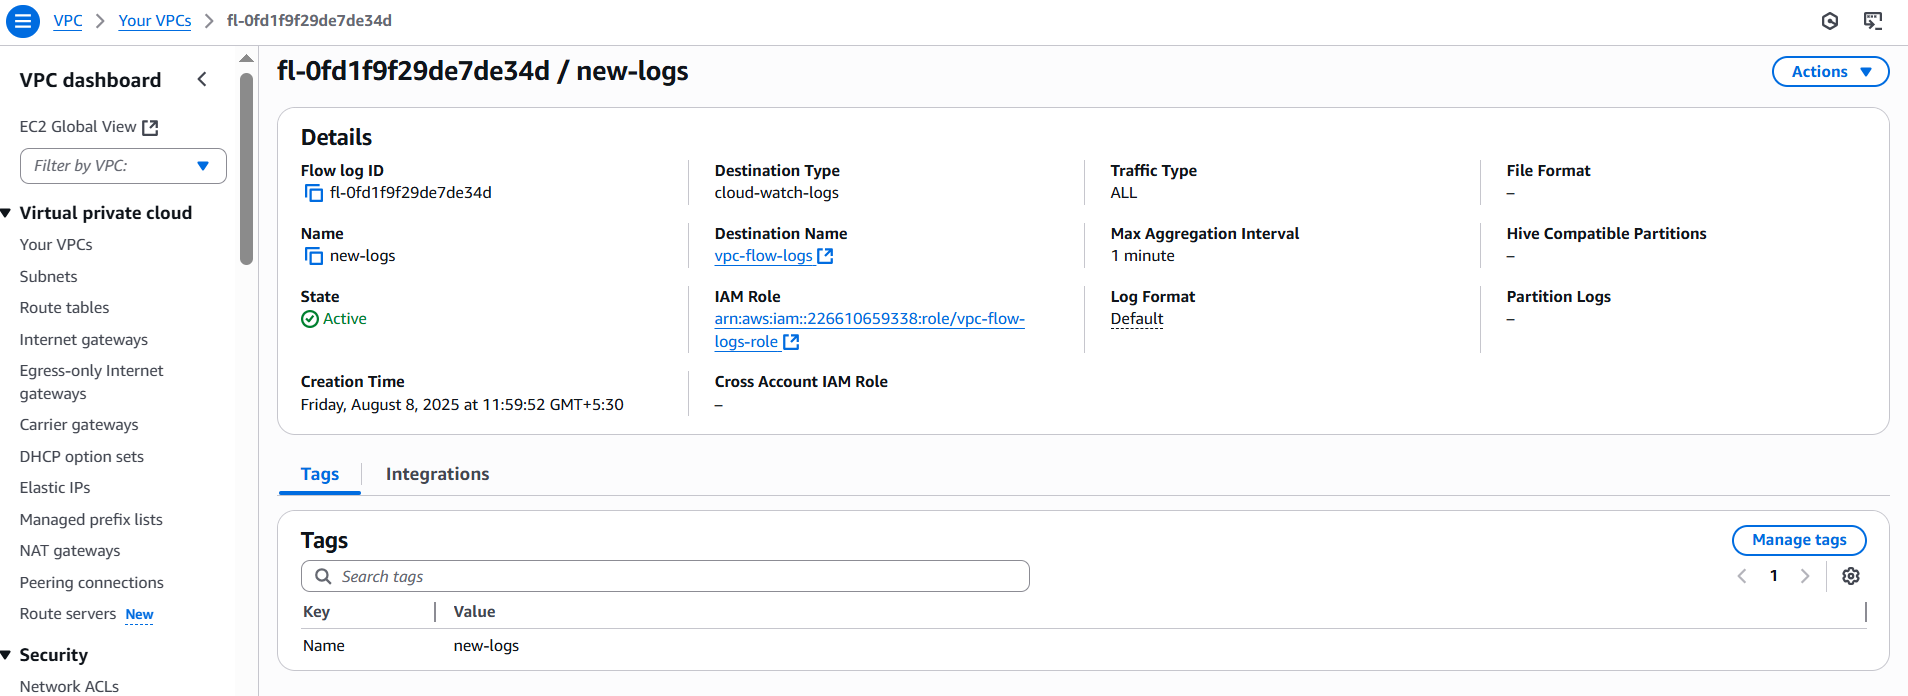 VPC > Your VPCs > fl-0fd1f9f29de7de34d
VPC dashboard
EC2 Global View
Filter by VPC:
Virtual private cloud
Your VPCs
Subnets
Route tables
Internet gateways
Egress-only Internet
gateways
Carrier gateways
DHCP option sets
Elastic IPs
Managed prefix lists
NAT gateways
Peering connections
Route servers New
Security
Network ACLs
fl-0fd1f9f29de7de34d / new-logs
Actions
Details
Flow log ID
fl-0fd1f9f29de7de34d
Destination Type
cloud-watch-logs
Traffic Type
ALL
File Format
–
Name
new-logs
Destination Name
vpc-flow-logs
Max Aggregation Interval
1 minute
Hive Compatible Partitions
–
State
Active
IAM Role
arn:aws:iam::226610659338:role/vpc-flow-
logs-role
Log Format
Default
Partition Logs
–
Creation Time
Friday, August 8, 2025 at 11:59:52 GMT+5:30
Cross Account IAM Role
–
Tags
Integrations
Tags
Manage tags
Search tags
1
Key Value
Name new-logs